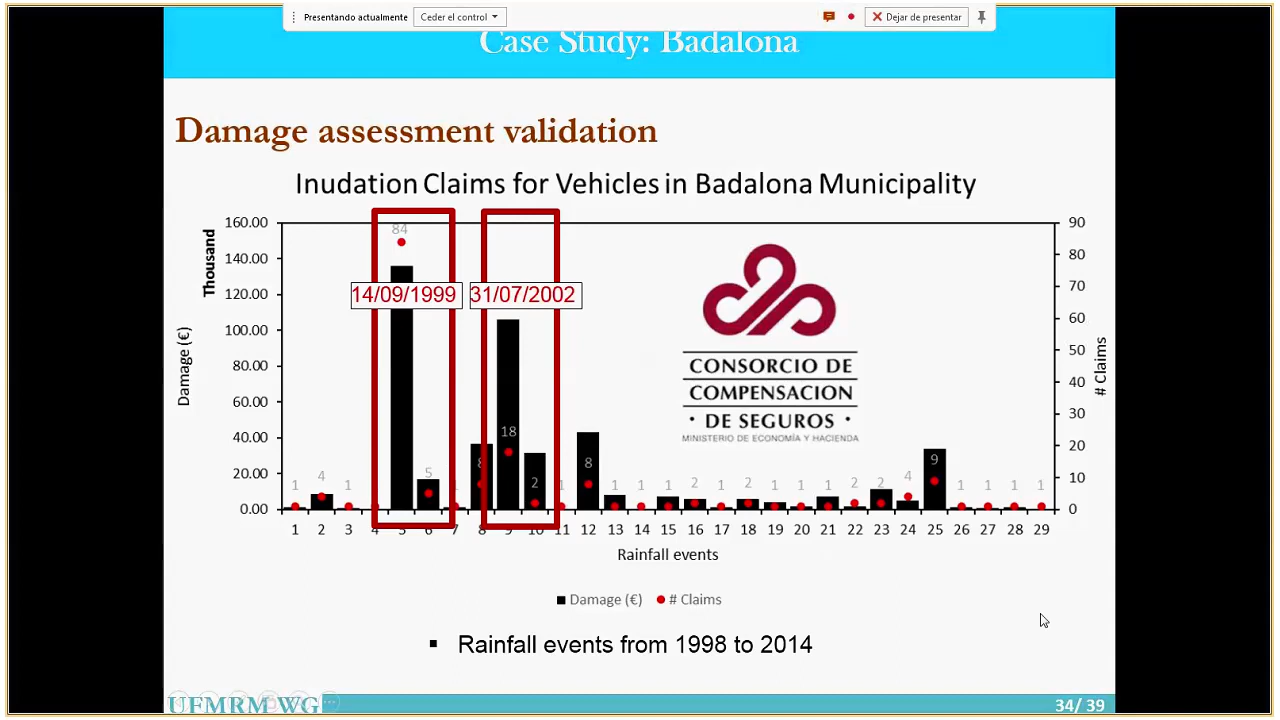 Presentando actualmente
Ceder el control
Dejar de presentar
Case Study: Badalona
Damage assessment validation
Inudation Claims for Vehicles in Badalona Municipality
Thousand
Damage (€)
# Claims
160.00
140.00
120.00
100.00
80.00
60.00
40.00
20.00
0.00
90
80
70
60
50
40
30
20
10
0
14/09/1999
31/07/2002
1 4 1 84 5 1 8 18 2 1 8 1 1 1 2 1 2 1 1 1 2 2 4 9 1 1 1 1
CONSORCIO DE
COMPENSACION
· DE SEGUROS ·
MINISTERIO DE ECONOMÍA Y HACIENDA
1 2 3 4 5 6 7 8 9 10 11 12 13 14 15 16 17 18 19 20 21 22 23 24 25 26 27 28 29
Rainfall events
Damage (€) # Claims
▪ Rainfall events from 1998 to 2014
UFMRM WG
34/ 39